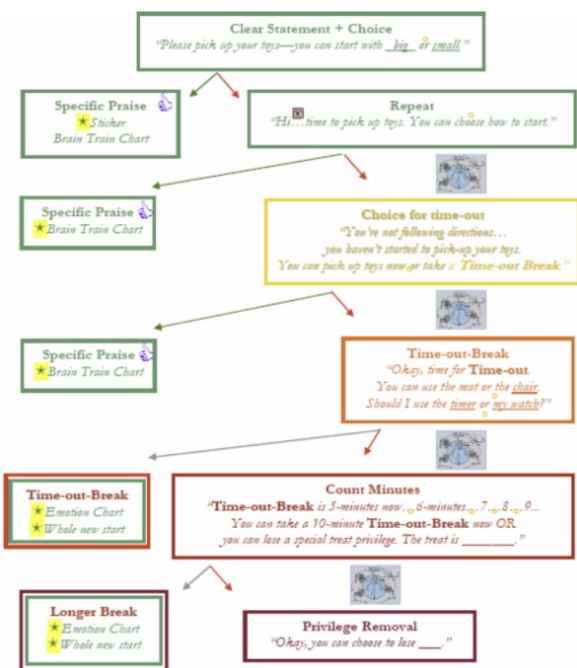 Clear Statement + Choice
"Please pick up your toys—you can start with _big_ or small."
Specific Praise
Sticker
Brain Train Chart
Repeat
"Hi…time to pick up toys. You can choose how to start."
Specific Praise
Brain Train Chart
Choice for time-out
"You're not following directions…
you haven't started to pick-up your toys.
You can pick up toys now or take a Time-out Break"
Specific Praise
Brain Train Chart
Time-out-Break
"Okay, time for Time-out.
You can use the mat or the chair.
Should I use the timer or my watch?"
Time-out-Break
Emotion Chart
Whole new start
Count Minutes
"Time-out-Break is 5-minutes now. .6-minutes. .7. .8. .9...
You can take a 10-minute Time-out-Break now OR
you can lose a special treat privilege. The treat is _______."
Longer Break
Emotion Chart
Whole new start
Privilege Removal
"Okay, you can choose to lose ___."